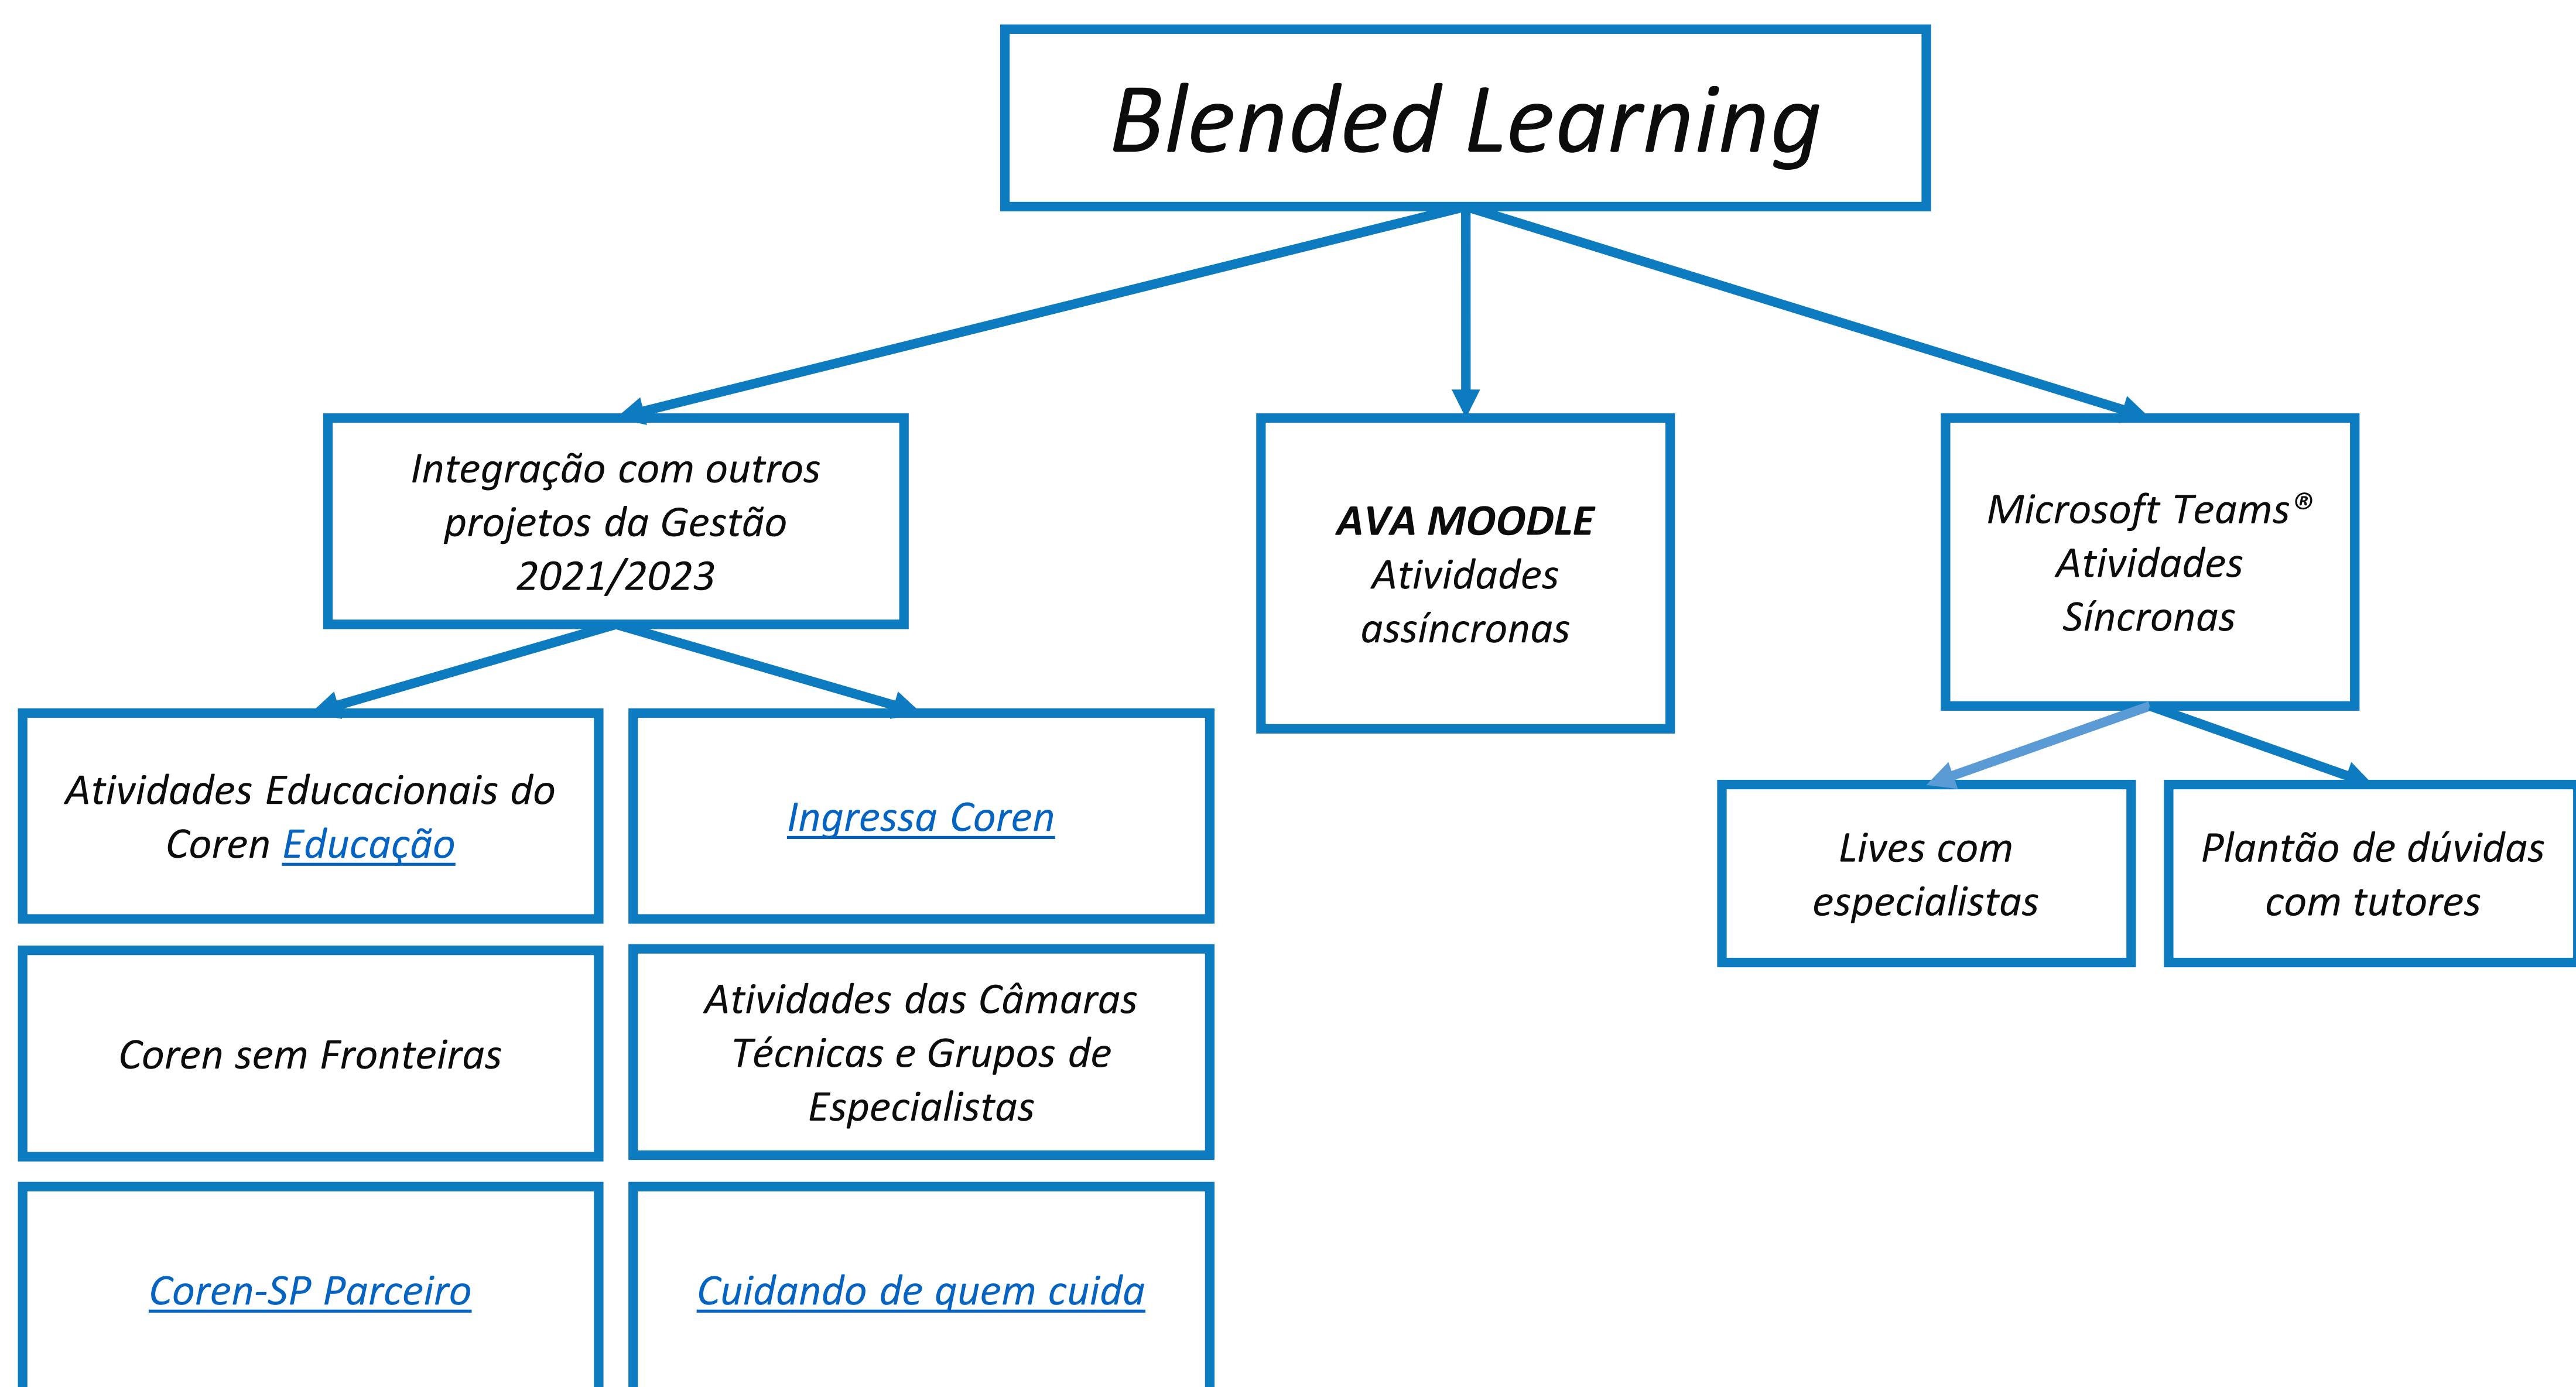 Blended Learning
Integração com outros
projetos da Gestão
2021/2023
AVA MOODLE
Atividades
assíncronas
Microsoft Teams®
Atividades
Síncronas
Atividades Educacionais do
Coren Educação
Ingressa Coren
Lives com
especialistas
Plantão de dúvidas
com tutores
Coren sem Fronteiras
Atividades das Câmaras
Técnicas e Grupos de
Especialistas
Coren-SP Parceiro
Cuidando de quem cuida